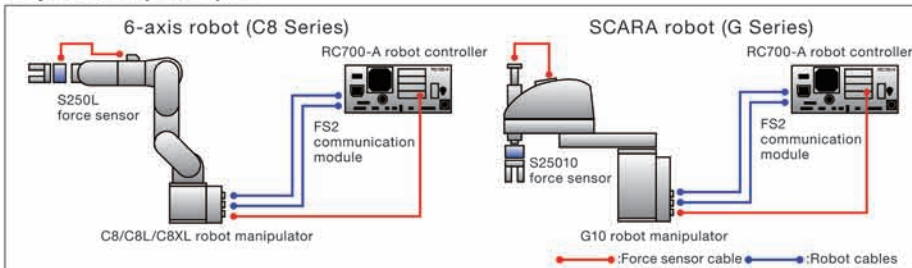 6-axis robot (C8 Series)
RC700-A robot controller
S250L
force sensor
FS2
communication
module
C8/C8L/C8XL robot manipulator
SCARA robot (G Series)
RC700-A robot controller
S25010
force sensor
FS2
communication
module
G10 robot manipulator
:Force sensor cable
:Robot cables